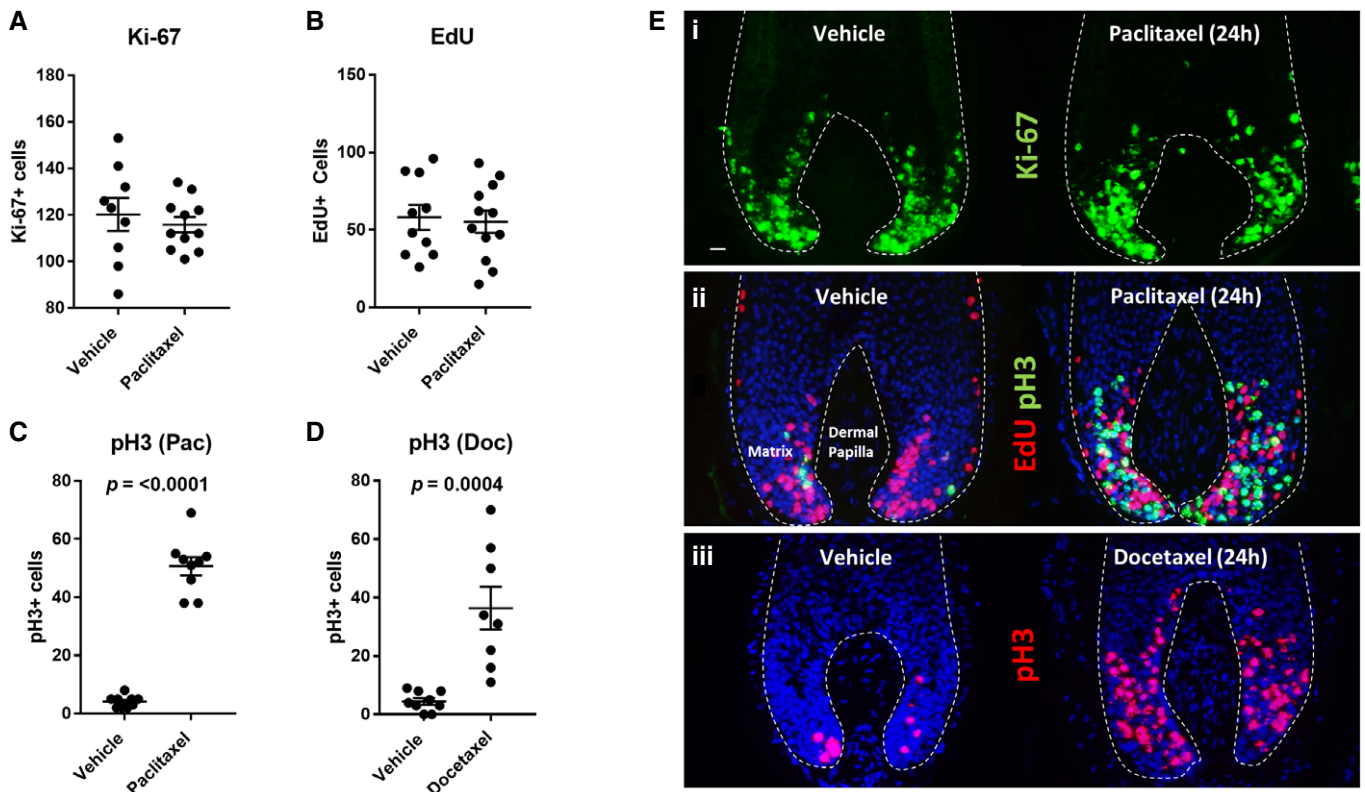 A
Ki-67
180
160
140
120
100
80
Ki-67+ cells
Vehicle
Paclitaxel
B
EdU
150
100
50
0
EdU+ Cells
Vehicle
Paclitaxel
C
pH3 (Pac)
p = <0.0001
80
60
40
20
0
pH3+ cells
Vehicle
Paclitaxel
D
pH3 (Doc)
p = 0.0004
80
60
40
20
0
pH3+ cells
Vehicle
Docetaxel
E
i
Vehicle
Paclitaxel (24h)
Ki-67
ii
Vehicle
Paclitaxel (24h)
EdU pH3
Matrix
Dermal
Papilla
iii
Vehicle
Docetaxel (24h)
pH3